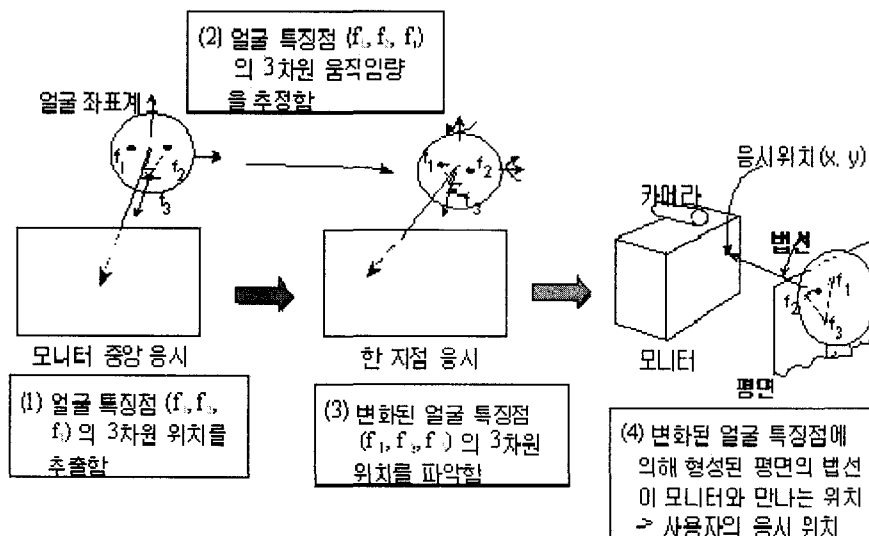 (2) 얼굴 특징점 (f₁, f₂, f₃)
의 3차원 움직임량
을 추정함
얼굴 좌표계
f₁
f₂
f₃
f₁
f₂
f₃
응시위치(x, y)
카메라
법선
f₁
f₂
f₃
모니터 중앙 응시
한 지점 응시
모니터
평면
(1) 얼굴 특징점 (f₁, f₂,
f₃) 의 3차원 위치를
추출함
(3) 변화된 얼굴 특징점
(f₁, f₂, f₃) 의 3차원
위치를 파악함
(4) 변화된 얼굴 특징점에
의해 형성된 평면의 법선
이 모니터와 만나는 위치
-> 사용자의 응시 위치